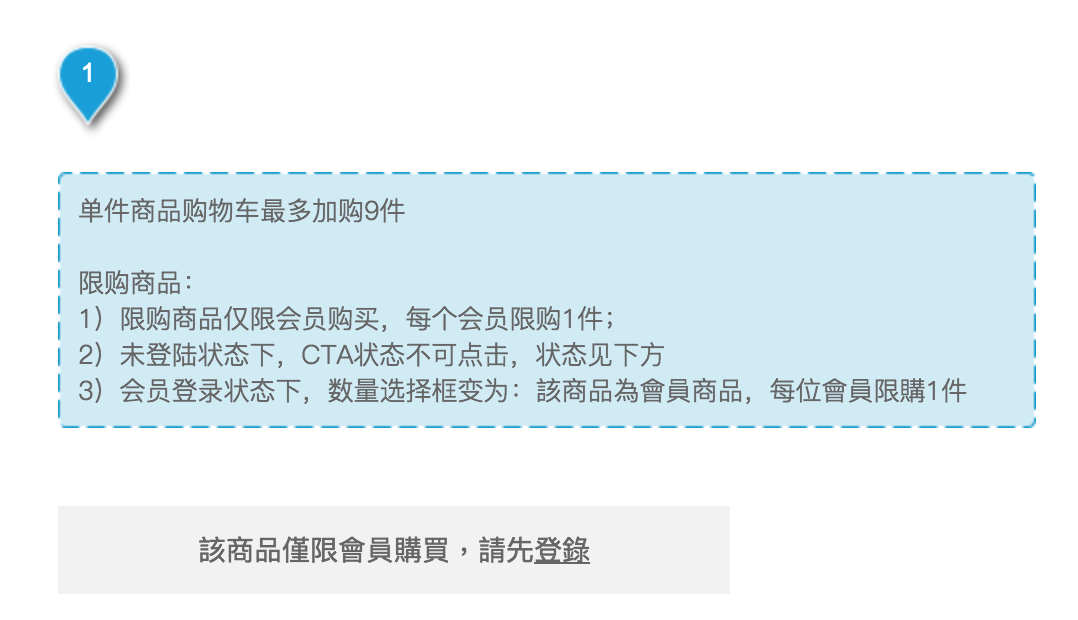 1
单件商品购物车最多加购9件
限购商品：
1）限购商品仅限会员购买，每个会员限购1件；
2）未登陆状态下，CTA状态不可点击，状态见下方
3）会员登录状态下，数量选择框变为：該商品為會員商品，每位會員限購1件
該商品僅限會員購買，請先登錄